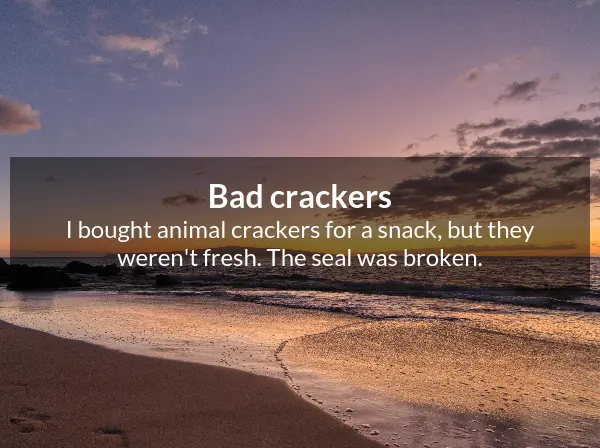 Bad crackers
I bought animal crackers for a snack, but they
weren't fresh. The seal was broken.